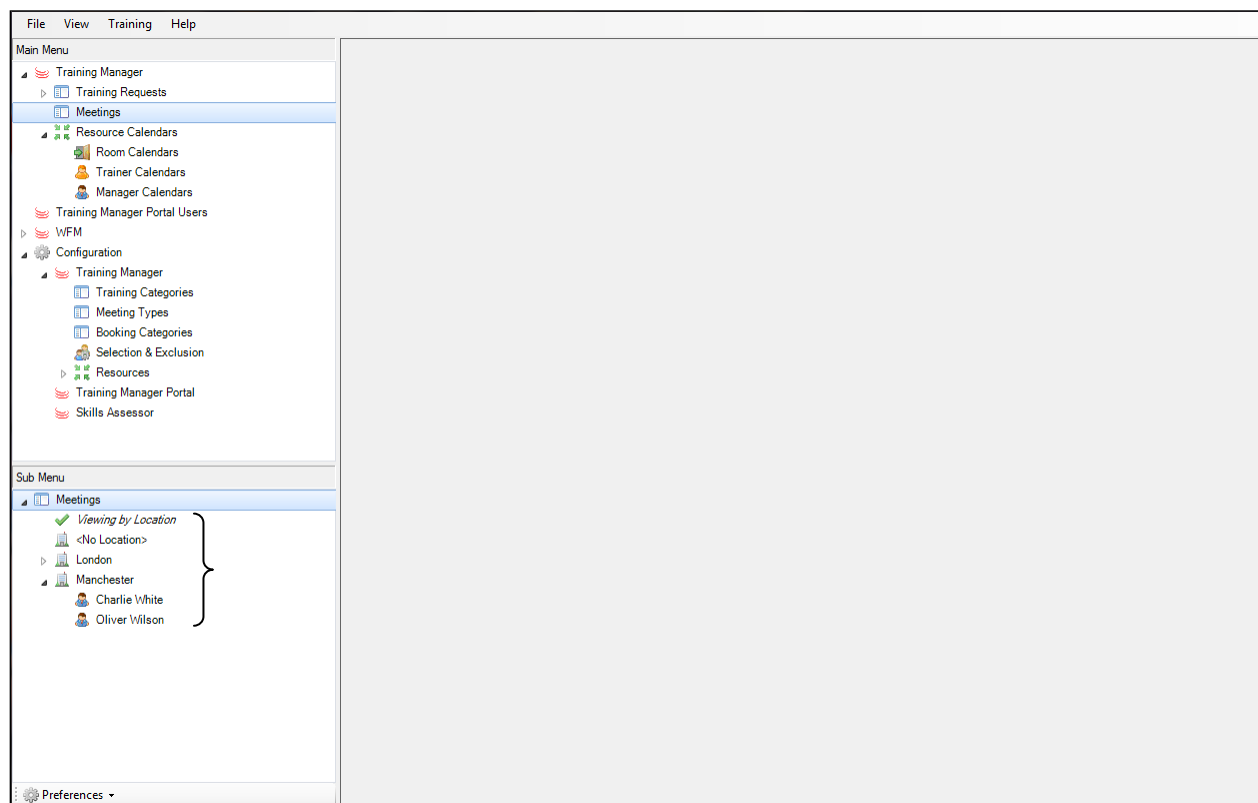 File View Training Help
Main Menu
Training Manager
Training Requests
Meetings
Resource Calendars
Room Calendars
Trainer Calendars
Manager Calendars
Training Manager Portal Users
WFM
Configuration
Training Manager
Training Categories
Meeting Types
Booking Categories
Selection & Exclusion
Resources
Training Manager Portal
Skills Assessor
Sub Menu
Meetings
Viewing by Location
<No Location>
London
Manchester
Charlie White
Oliver Wilson
Preferences